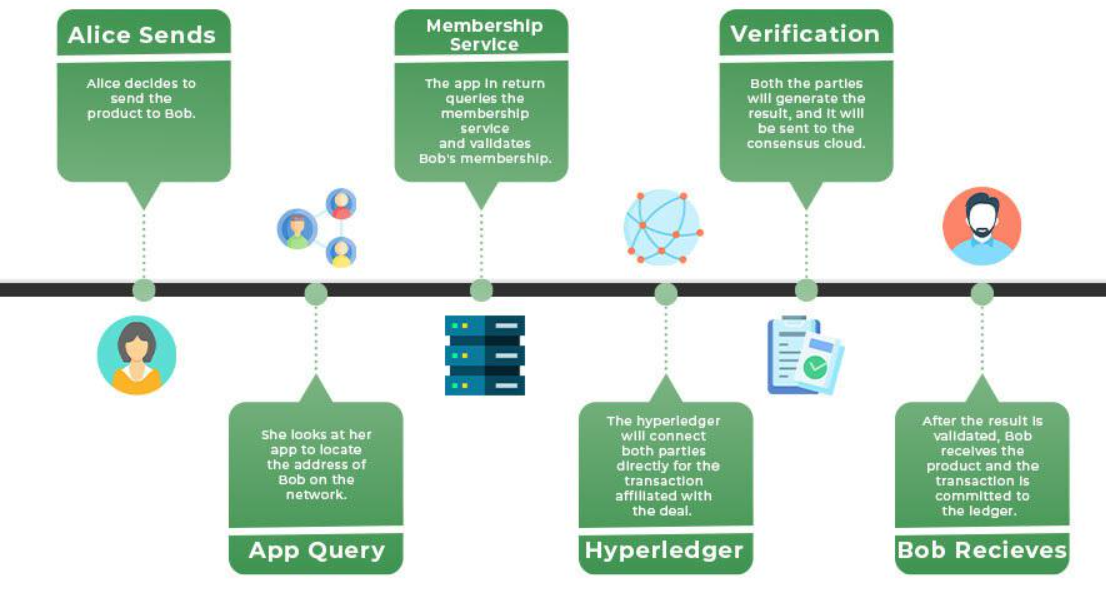 Alice Sends
Alice decides to
send the
product to Bob.
She looks at her
app to locate
the address of
Bob on the
network.
App Query
Membership
Service
The app in return
queries the
membership
service
and validates
Bob's membership.
The hyperledger
will connect
both parties
directly for the
transaction
affiliated with
the deal.
Hyperledger
Verification
Both the parties
will generate the
result, and it will
be sent to the
consensus cloud.
After the result is
validated, Bob
receives the
product and the
transaction is
committed to
the ledger.
Bob Recieves